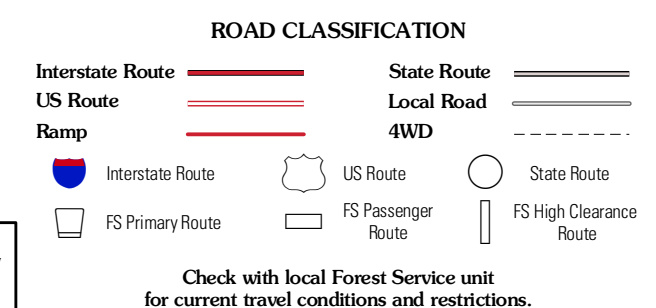 ROAD CLASSIFICATION
Interstate Route State Route
US Route Local Road
Ramp 4WD
Interstate Route US Route State Route
FS Primary Route FS Passenger Route FS High Clearance Route
Check with local Forest Service unit
for current travel conditions and restrictions.